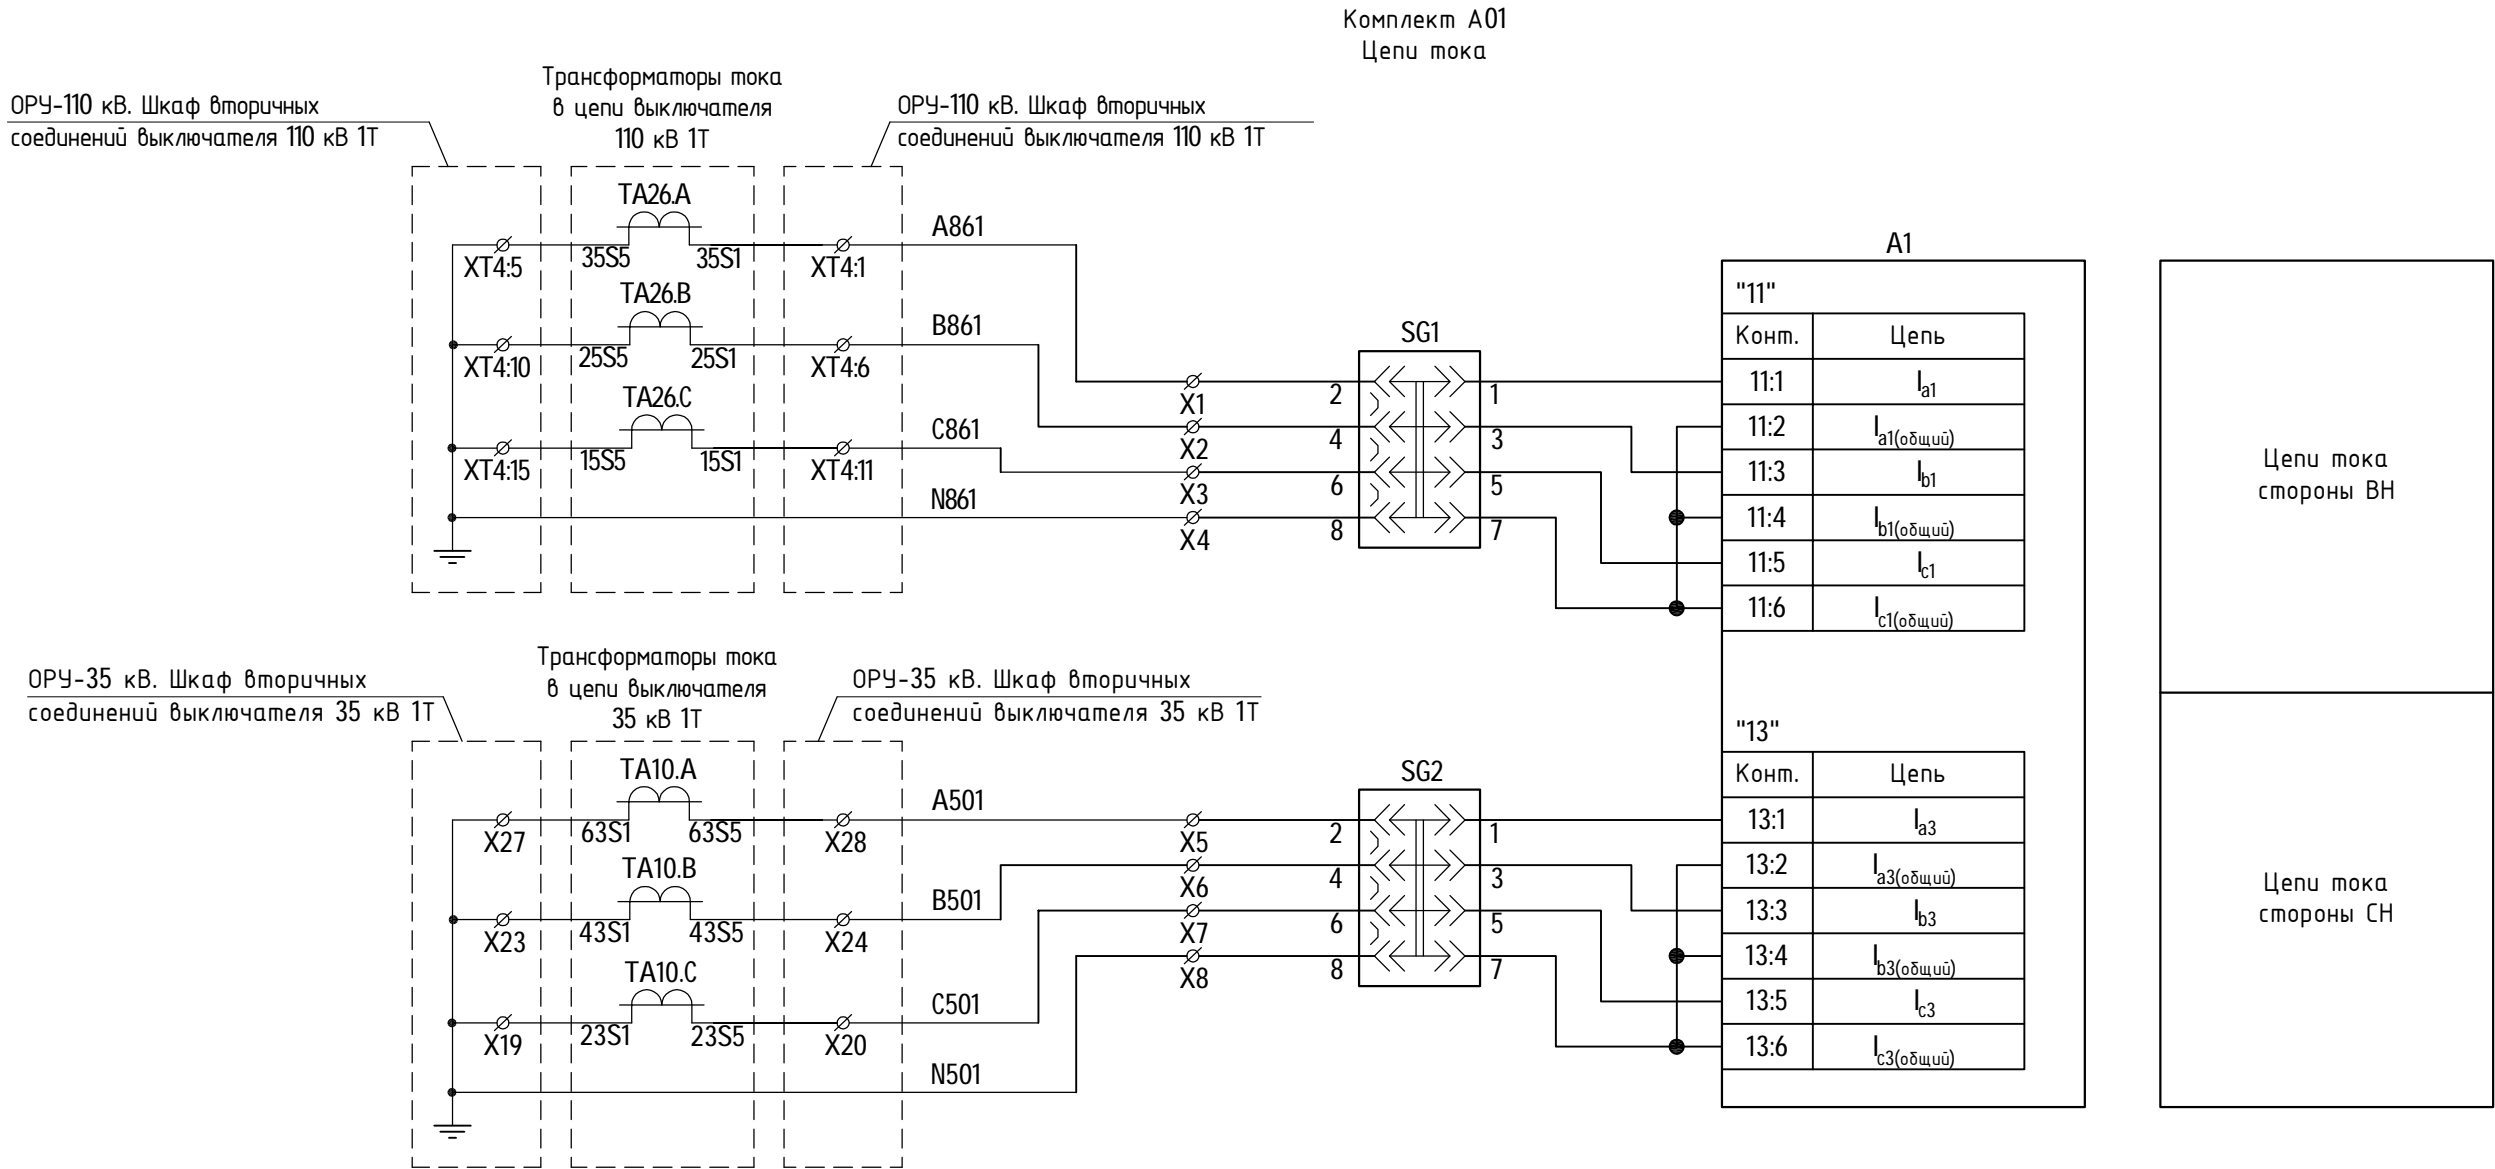 Комплект А01
Цепи тока
ОРУ-110 кВ. Шкаф вторичных
соединений выключателя 110 кВ 1Т
Трансформаторы тока
в цепи выключателя
110 кВ 1Т
ОРУ-110 кВ. Шкаф вторичных
соединений выключателя 110 кВ 1Т
TA26.A
A861
XT4:5
35S5
35S1
XT4:1
TA26.B
B861
XT4:10
25S5
25S1
XT4:6
TA26.C
C861
XT4:15
15S5
15S1
XT4:11
N861
X1
X2
X3
X4
SG1
2
1
4
3
6
5
8
7
A1
"11"
Конт.
Цепь
11:1
Ia1
11:2
Ia1(общий)
11:3
Ib1
11:4
Ib1(общий)
11:5
Ic1
11:6
Ic1(общий)
Цепи тока
стороны ВН
ОРУ-35 кВ. Шкаф вторичных
соединений выключателя 35 кВ 1Т
Трансформаторы тока
в цепи выключателя
35 кВ 1Т
ОРУ-35 кВ. Шкаф вторичных
соединений выключателя 35 кВ 1Т
TA10.A
A501
X27
63S1
63S5
X28
TA10.B
B501
X23
43S1
43S5
X24
TA10.C
C501
X19
23S1
23S5
X20
N501
X5
X6
X7
X8
SG2
2
1
4
3
6
5
8
7
"13"
Конт.
Цепь
13:1
Ia3
13:2
Ia3(общий)
13:3
Ib3
13:4
Ib3(общий)
13:5
Ic3
13:6
Ic3(общий)
Цепи тока
стороны СН